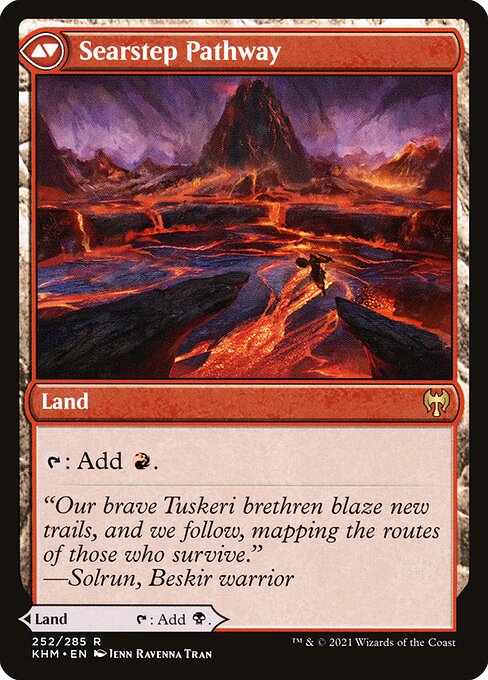 Searstep Pathway
Land
: Add .
“Our brave Tuskeri brethren blaze new
trails, and we follow, mapping the routes
of those who survive.”
—Solrun, Beskir warrior
Land : Add .
252/285 R
KHM • EN Jenn Ravenna Tran
™ & © 2021 Wizards of the Coast